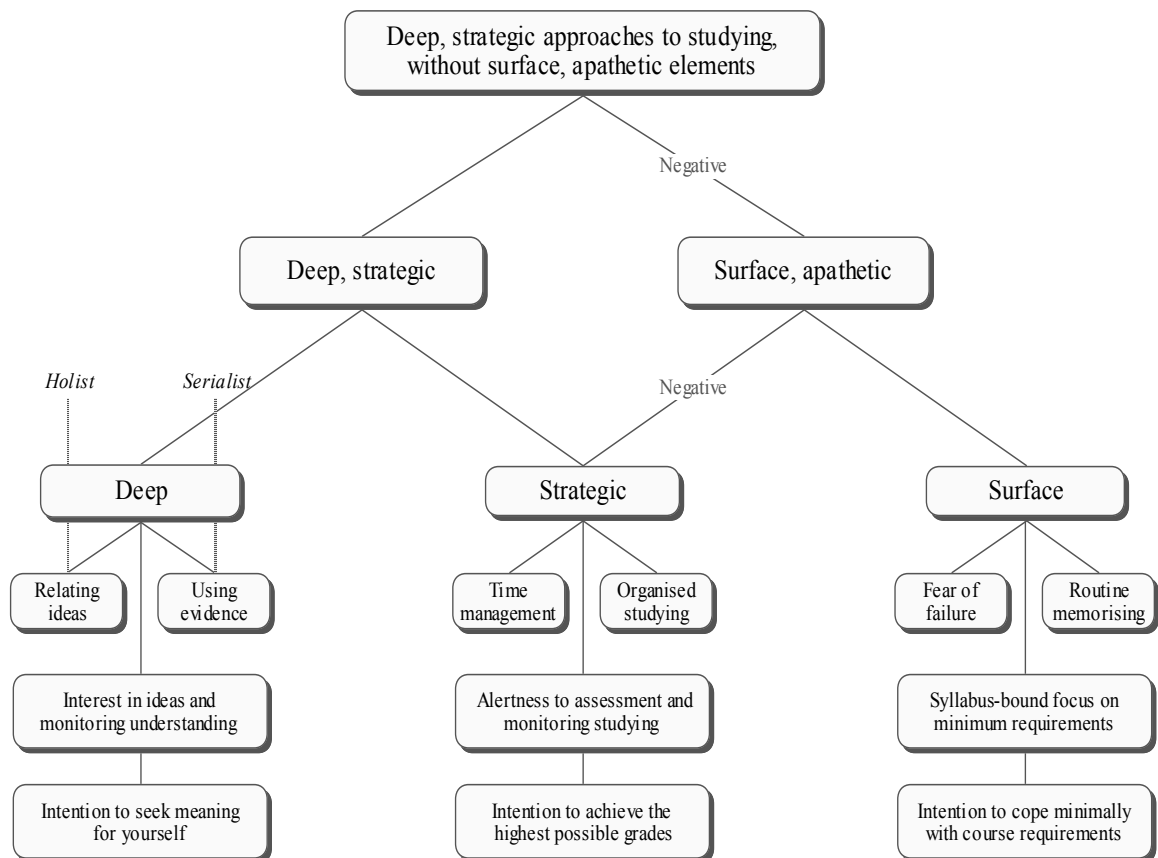 Deep, strategic approaches to studying,
without surface, apathetic elements
Negative
Deep, strategic
Surface, apathetic
Holist
Serialist
Negative
Deep
Strategic
Surface
Relating
ideas
Using
evidence
Time
management
Organised
studying
Fear of
failure
Routine
memorising
Interest in ideas and
monitoring understanding
Alertness to assessment and
monitoring studying
Syllabus-bound focus on
minimum requirements
Intention to seek meaning
for yourself
Intention to achieve the
highest possible grades
Intention to cope minimally
with course requirements